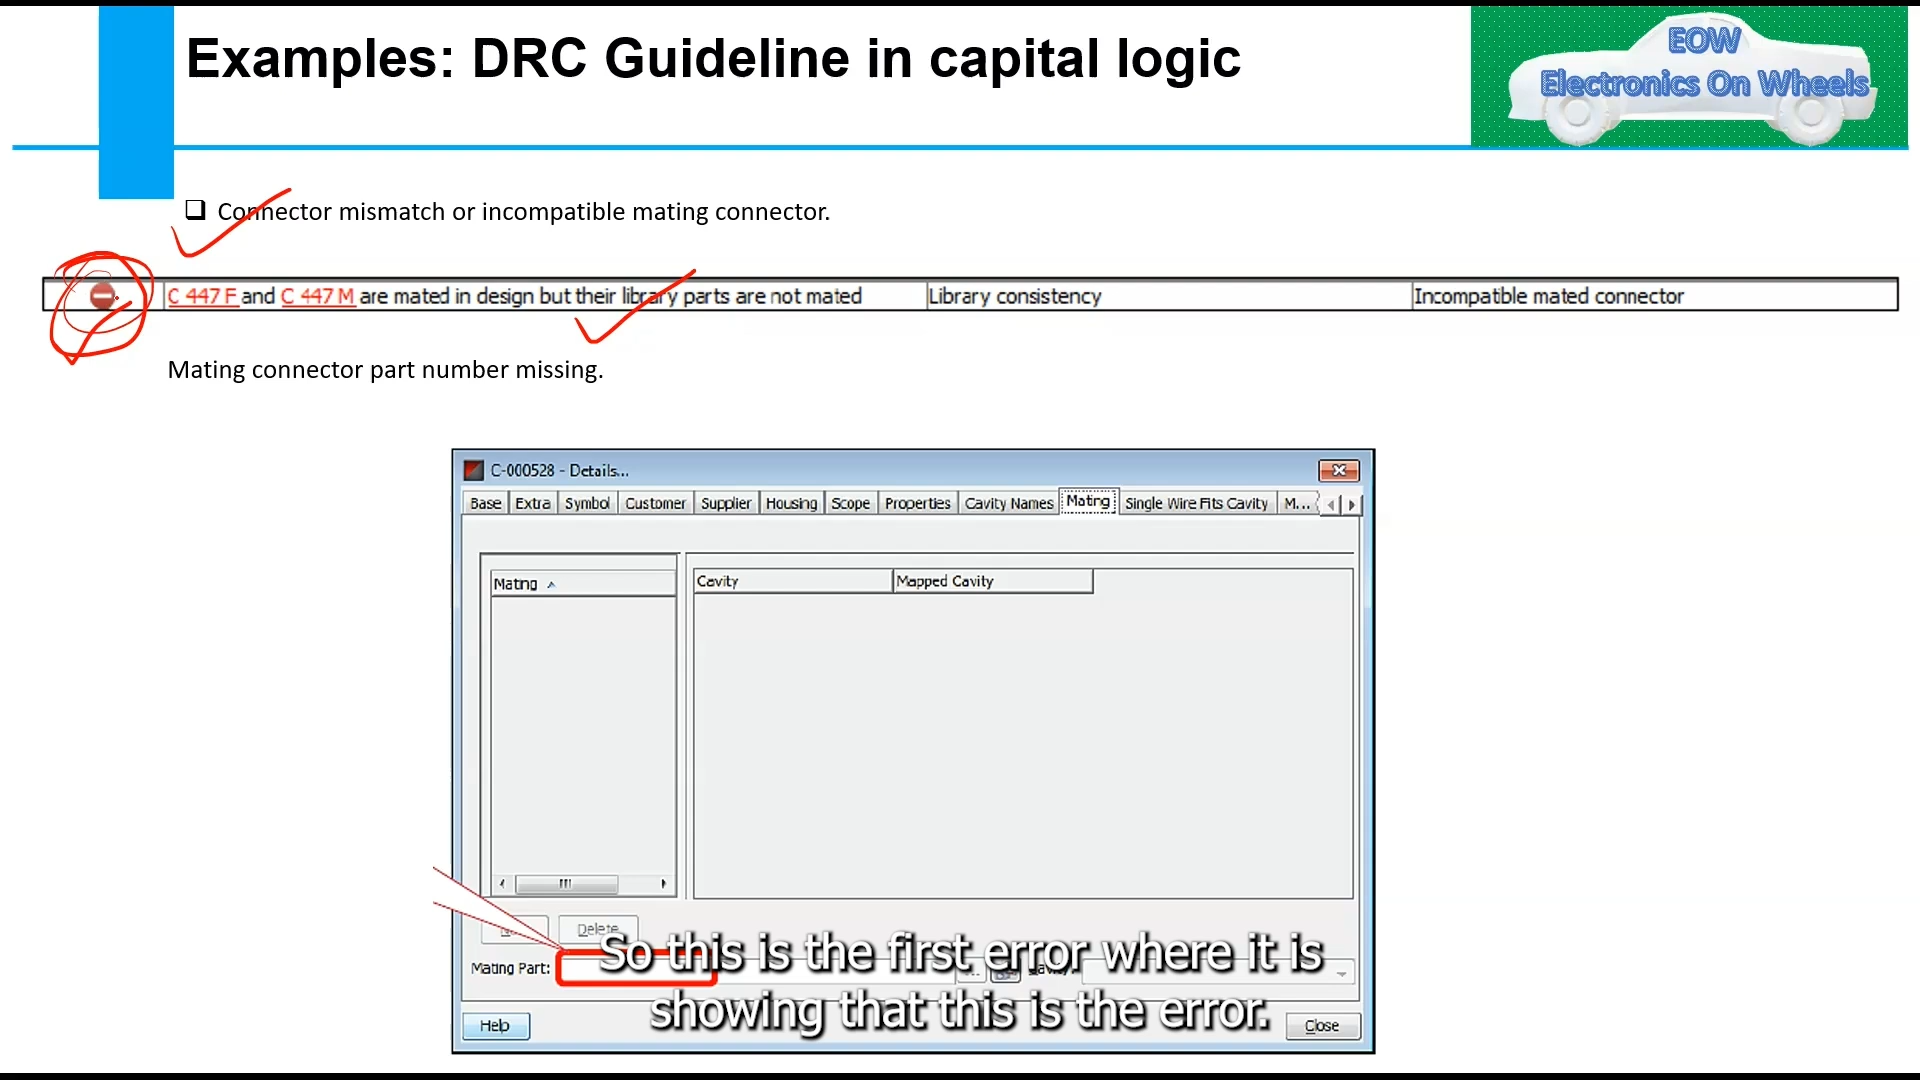 Examples: DRC Guideline in capital logic
EOW
Electronics On Wheels
Connector mismatch or incompatible mating connector.
C 447 F and C 447 M are mated in design but their library parts are not mated Library consistency Incompatible mated connector
Mating connector part number missing.
C-000528 - Details...
Base Extra Symbol Customer Supplier Housing Scope Properties Cavity Names Mating Single Wire Fits Cavity M...
Mating Cavity Mapped Cavity
Delete
Mating Part:
So this is the first error where it is
showing that this is the error.
Help Close